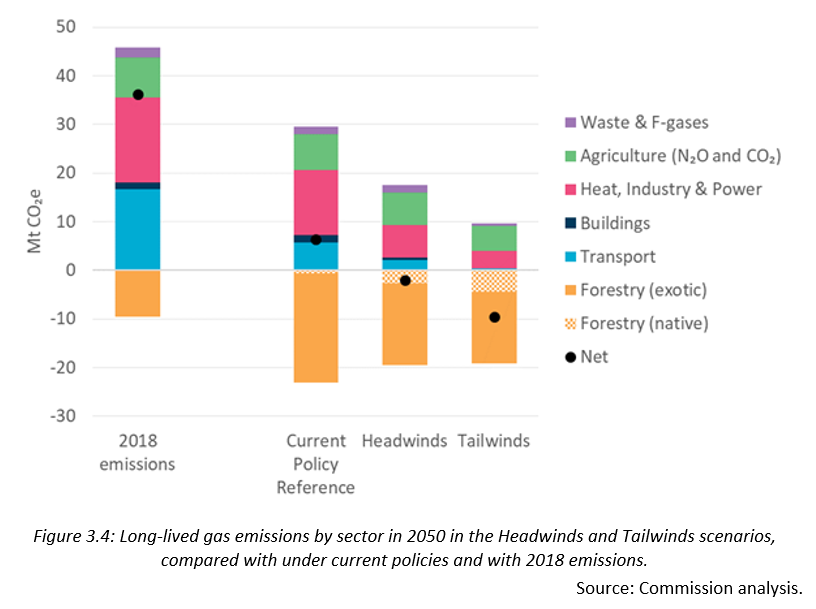 50
40
30
20
10
0
-10
-20
-30
Mt CO₂e
2018
emissions
Current
Policy
Reference
Headwinds
Tailwinds
Waste & F-gases
Agriculture (N₂O and CO₂)
Heat, Industry & Power
Buildings
Transport
Forestry (exotic)
Forestry (native)
Net
Figure 3.4: Long-lived gas emissions by sector in 2050 in the Headwinds and Tailwinds scenarios,
compared with under current policies and with 2018 emissions.
Source: Commission analysis.